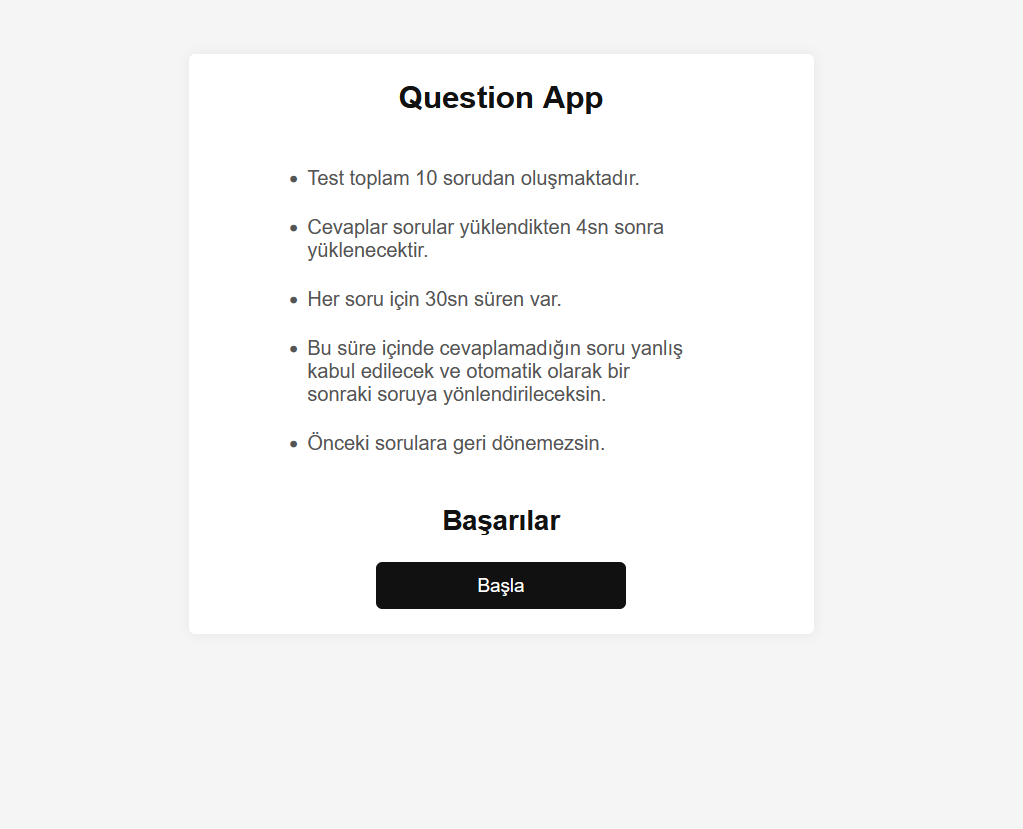 Question App
Test toplam 10 sorudan oluşmaktadır.
Cevaplar sorular yüklendikten 4sn sonra
yüklenecektir.
Her soru için 30sn süren var.
Bu süre içinde cevaplamadığın soru yanlış
kabul edilecek ve otomatik olarak bir
sonraki soruya yönlendirileceksin.
Önceki sorulara geri dönemezsin.
Başarılar
Başla